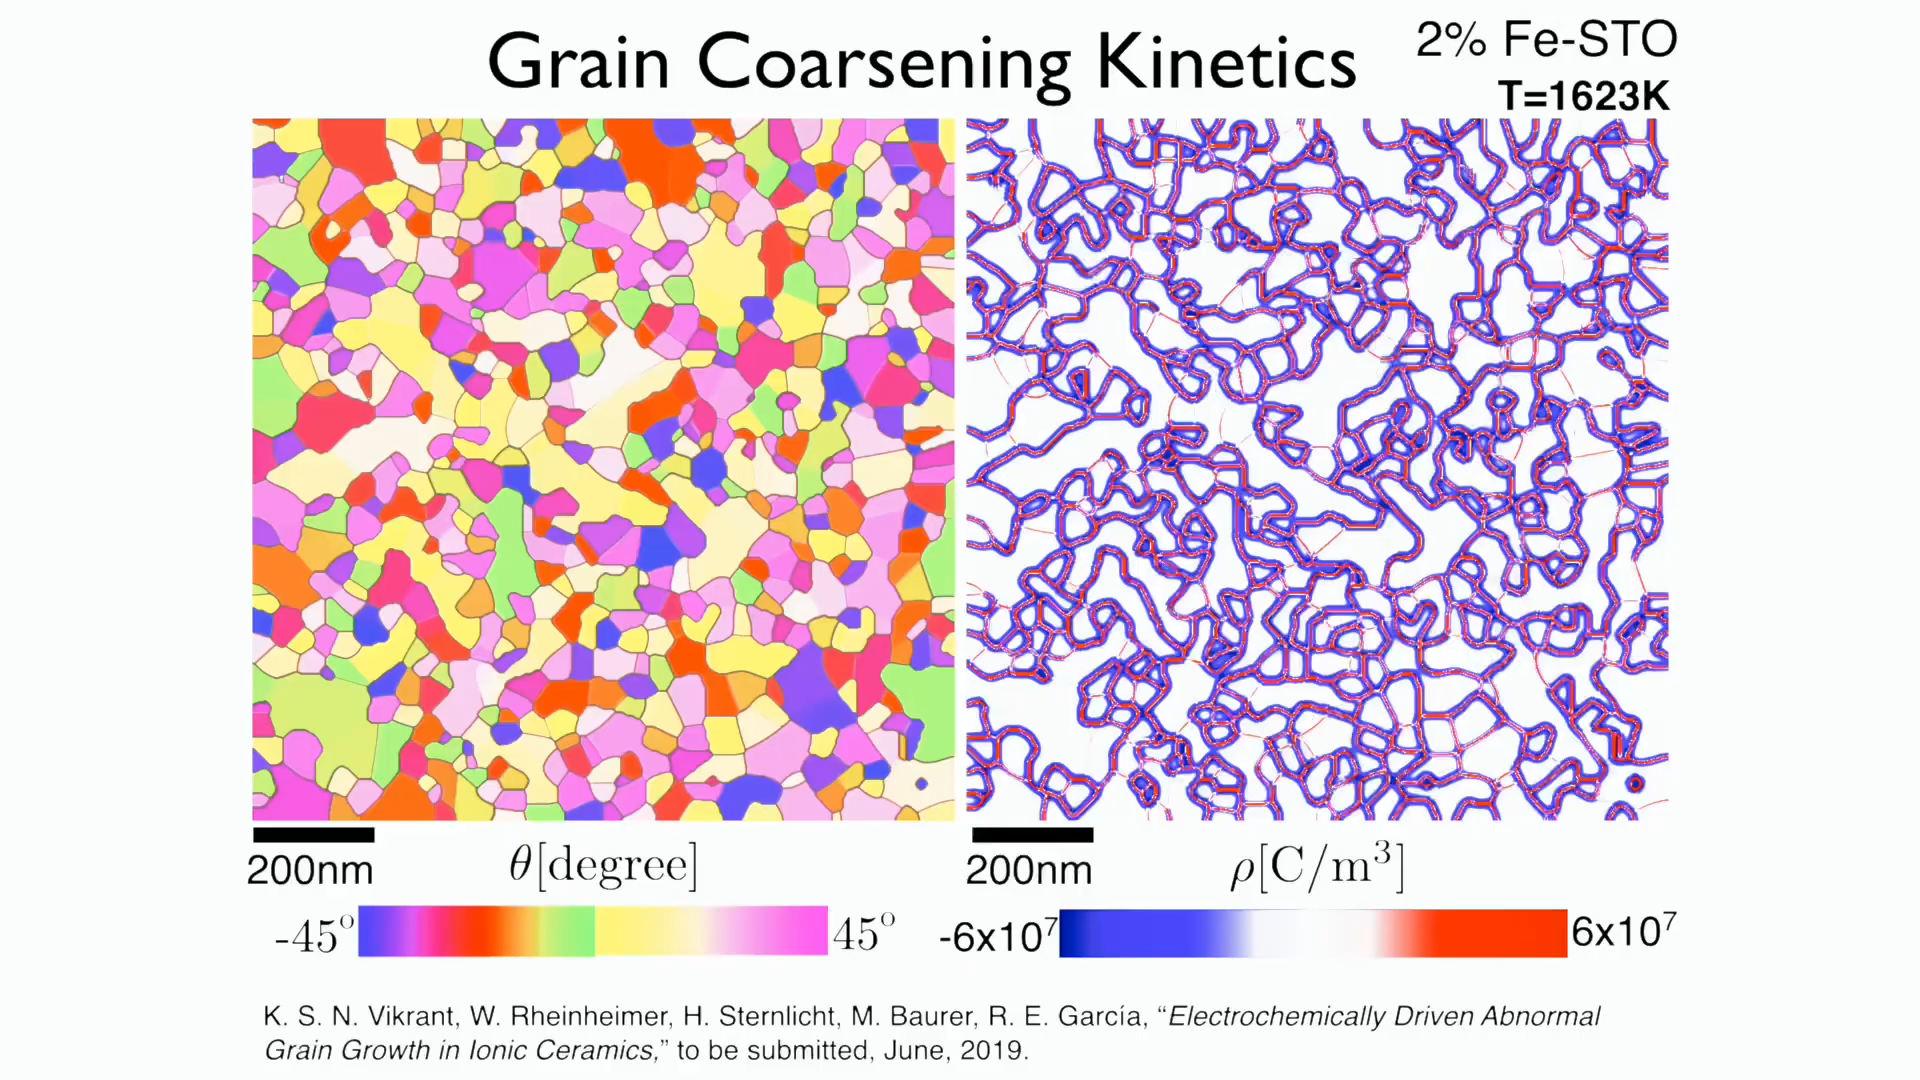 Grain Coarsening Kinetics
2% Fe-STO
T=1623K
200nm
θ[degree]
-45° 45°
200nm
ρ[C/m³]
-6x10⁷ 6x10⁷
K. S. N. Vikrant, W. Rheinheimer, H. Sternlicht, M. Baurer, R. E. García, “Electrochemically Driven Abnormal
Grain Growth in Ionic Ceramics,” to be submitted, June, 2019.